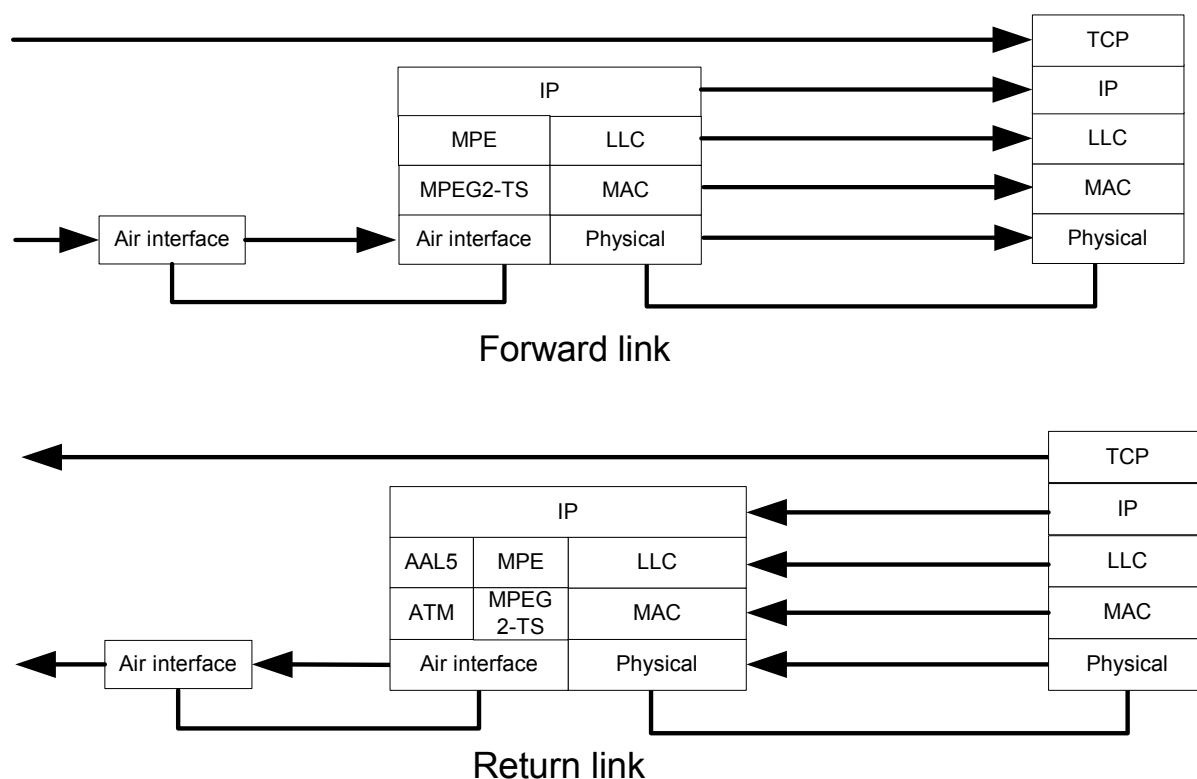 TCP
IP
IP
MPE
LLC
LLC
MPEG2-TS
MAC
MAC
Air interface
Air interface
Physical
Physical
Forward link
TCP
IP
IP
AAL5
MPE
LLC
LLC
ATM
MPEG
2-TS
MAC
MAC
Air interface
Air interface
Physical
Physical
Return link